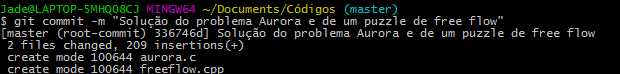 Jade@LAPTOP-5MHQ08CJ MINGW64 ~/Documents/Códigos (master)
$ git commit -m "Solução do problema Aurora e de um puzzle de free flow"
[master (root-commit) 336746d] Solução do problema Aurora e de um puzzle de free flow
 2 files changed, 209 insertions(+)
 create mode 100644 aurora.c
 create mode 100644 freeflow.cpp